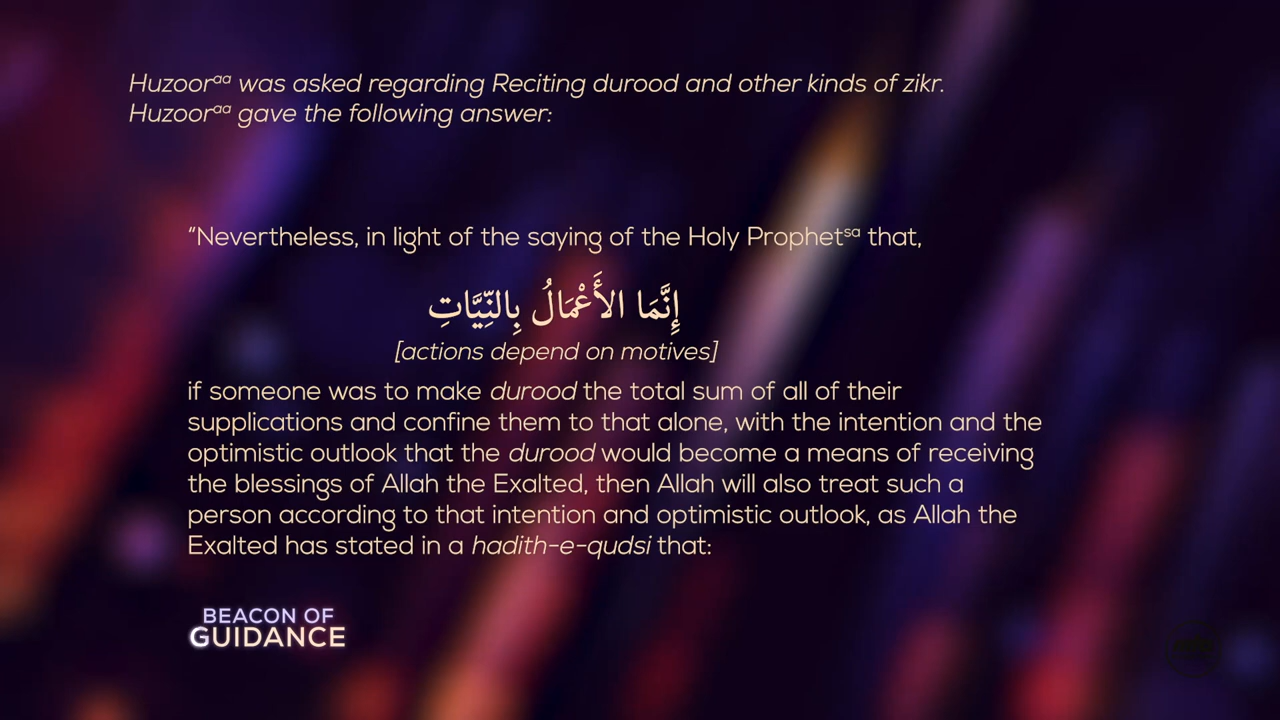 Huzoorᵃᵃ was asked regarding Reciting durood and other kinds of zikr.
Huzoorᵃᵃ gave the following answer:
“Nevertheless, in light of the saying of the Holy Prophetˢᵃ that,
إِنَّمَا الأَعْمَالُ بِالنِّيَّاتِ
[actions depend on motives]
if someone was to make durood the total sum of all of their
supplications and confine them to that alone, with the intention and the
optimistic outlook that the durood would become a means of receiving
the blessings of Allah the Exalted, then Allah will also treat such a
person according to that intention and optimistic outlook, as Allah the
Exalted has stated in a hadith-e-qudsi that:
BEACON OF
GUIDANCE